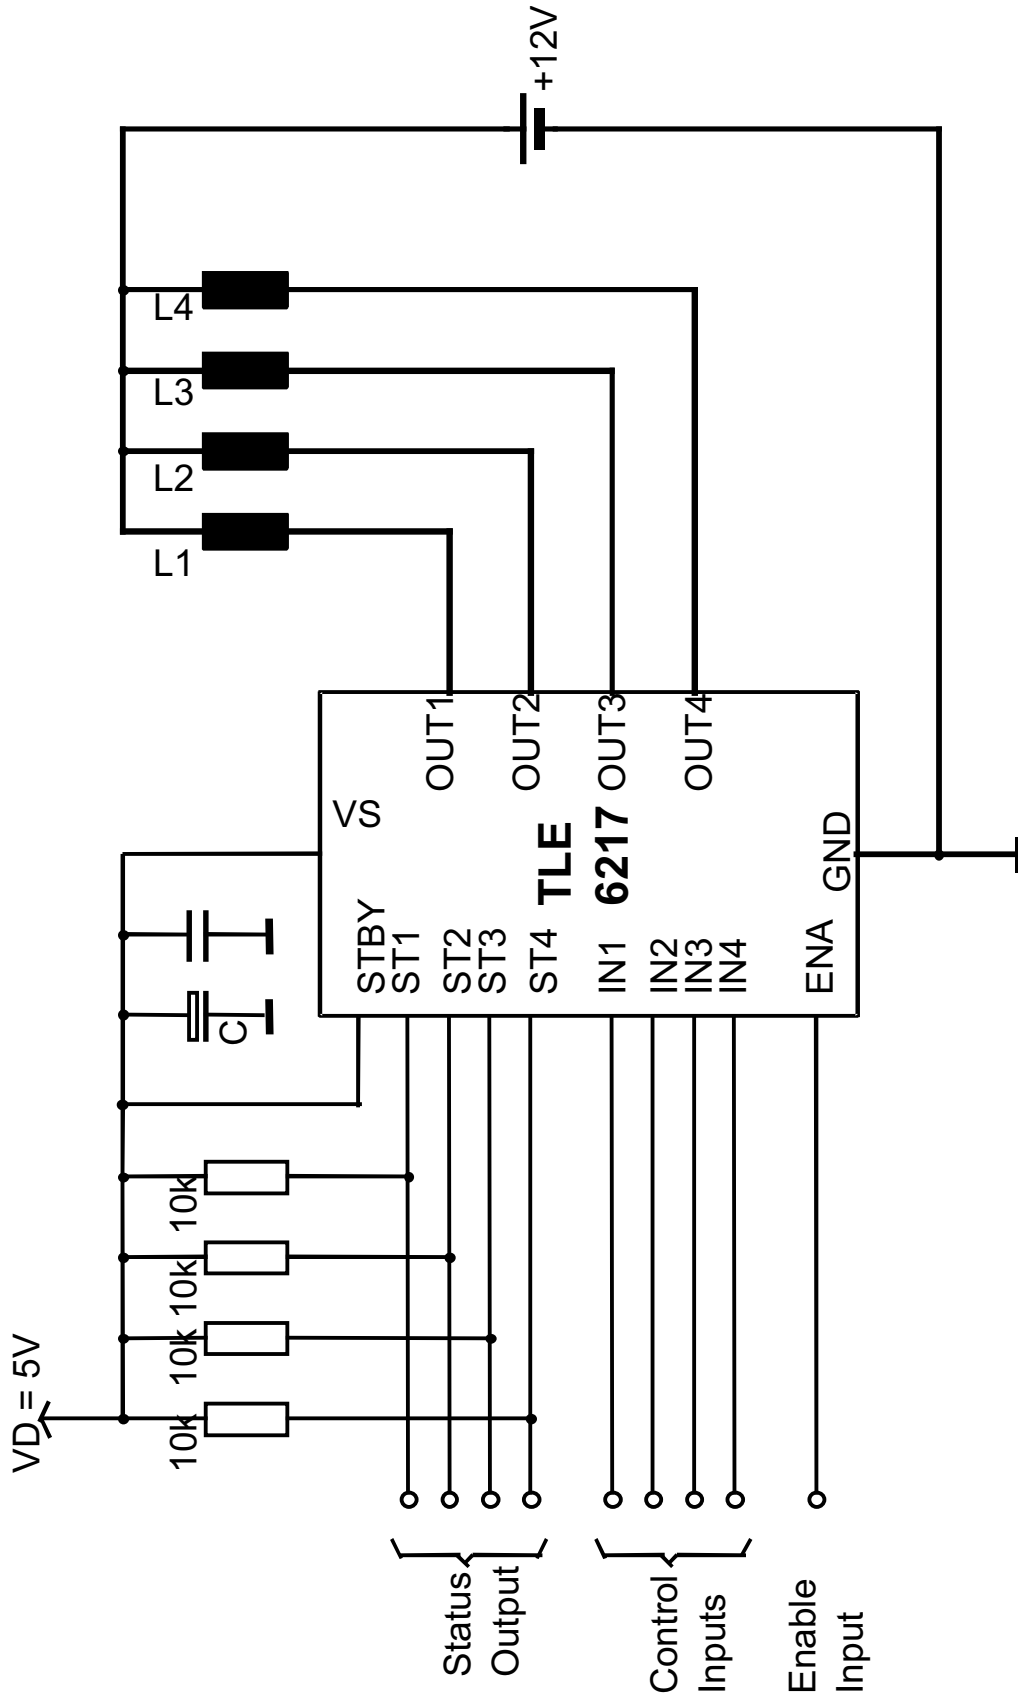 VD = 5V
10k
10k
10k
10k
C
L1
L2
L3
L4
+12V
STBY
VS
ST1
ST2
ST3
ST4
OUT1
OUT2
OUT3
OUT4
TLE
6217
IN1
IN2
IN3
IN4
ENA
GND
Status
Output
Control
Inputs
Enable
Input